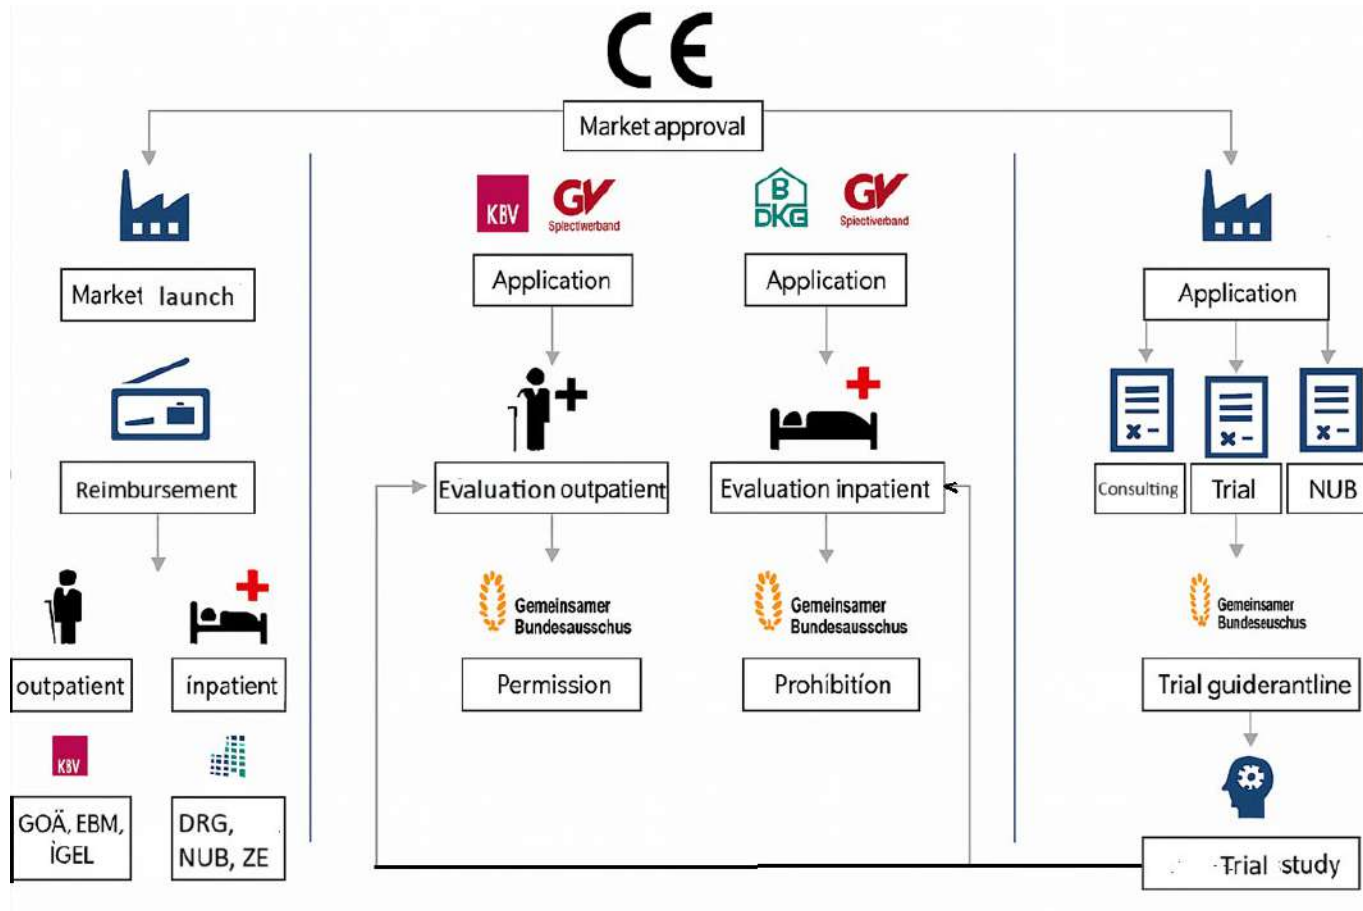 CE
Market approval
Market launch
Reimbursement
outpatient
inpatient
KBV
GOÄ, EBM,
IGEL
DRG,
NUB, ZE
KBV
GV
Splectiwerband
Application
Evaluation outpatient
Gemeinsamer
Bundesausschus
Permission
B
DKG
GV
Spiectiverband
Application
Evaluation inpatient
Gemeinsamer
Bundesausschus
Prohibition
Application
Consulting
Trial
NUB
Gemeinsamer
Bundeseuschus
Trial guiderantline
Trial study